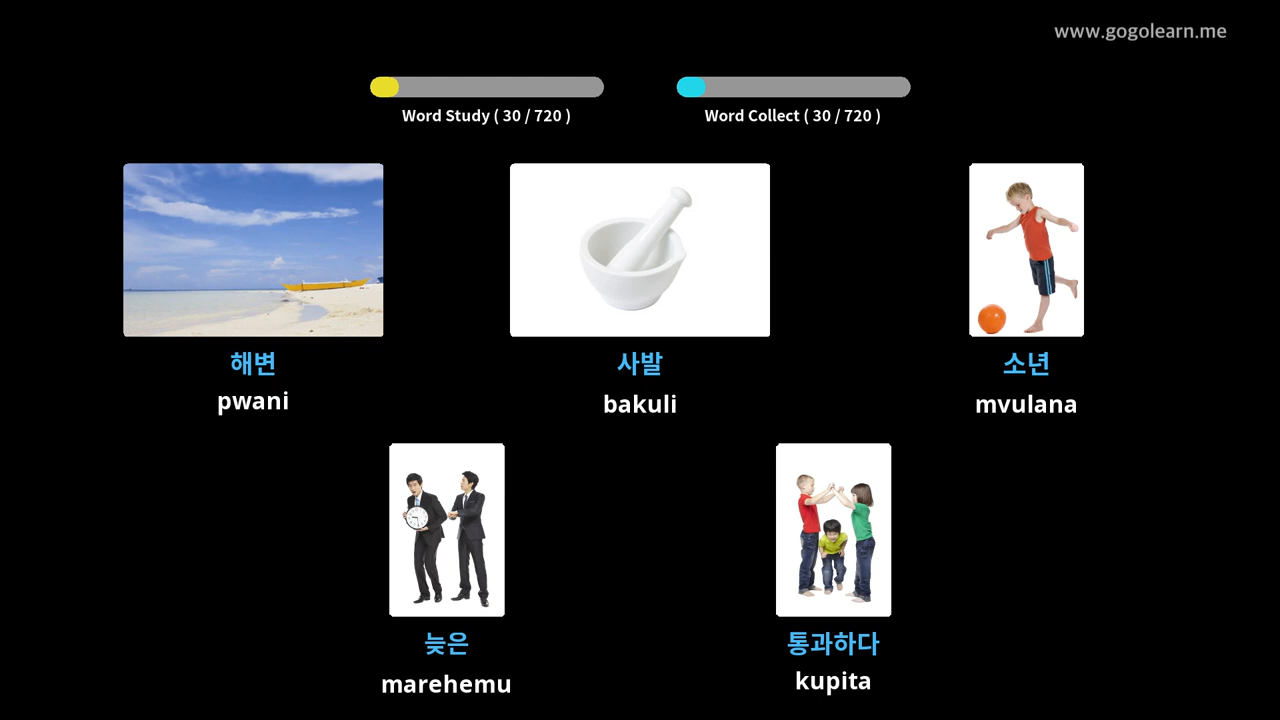 www.gogolearn.me
Word Study ( 30 / 720 )
Word Collect ( 30 / 720 )
해변
pwani
사발
bakuli
소년
mvulana
늦은
marehemu
통과하다
kupita